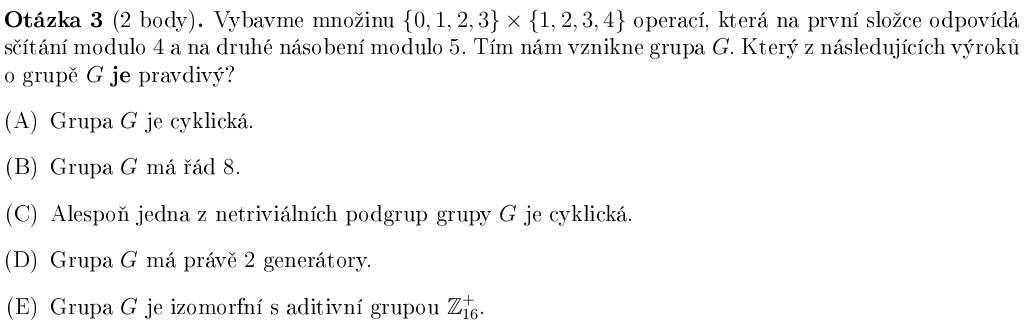 Otázka 3 (2 body). Vybavme množinu {0, 1, 2, 3} × {1, 2, 3, 4} operací, která na první složce odpovídá
sčítání modulo 4 a na druhé násobení modulo 5. Tím nám vznikne grupa G. Který z následujících výroků
o grupě G je pravdivý?
(A) Grupa G je cyklická.
(B) Grupa G má řád 8.
(C) Alespoň jedna z netriviálních podgrup grupy G je cyklická.
(D) Grupa G má právě 2 generátory.
(E) Grupa G je izomorfní s aditivní grupou ℤ₁₆⁺.